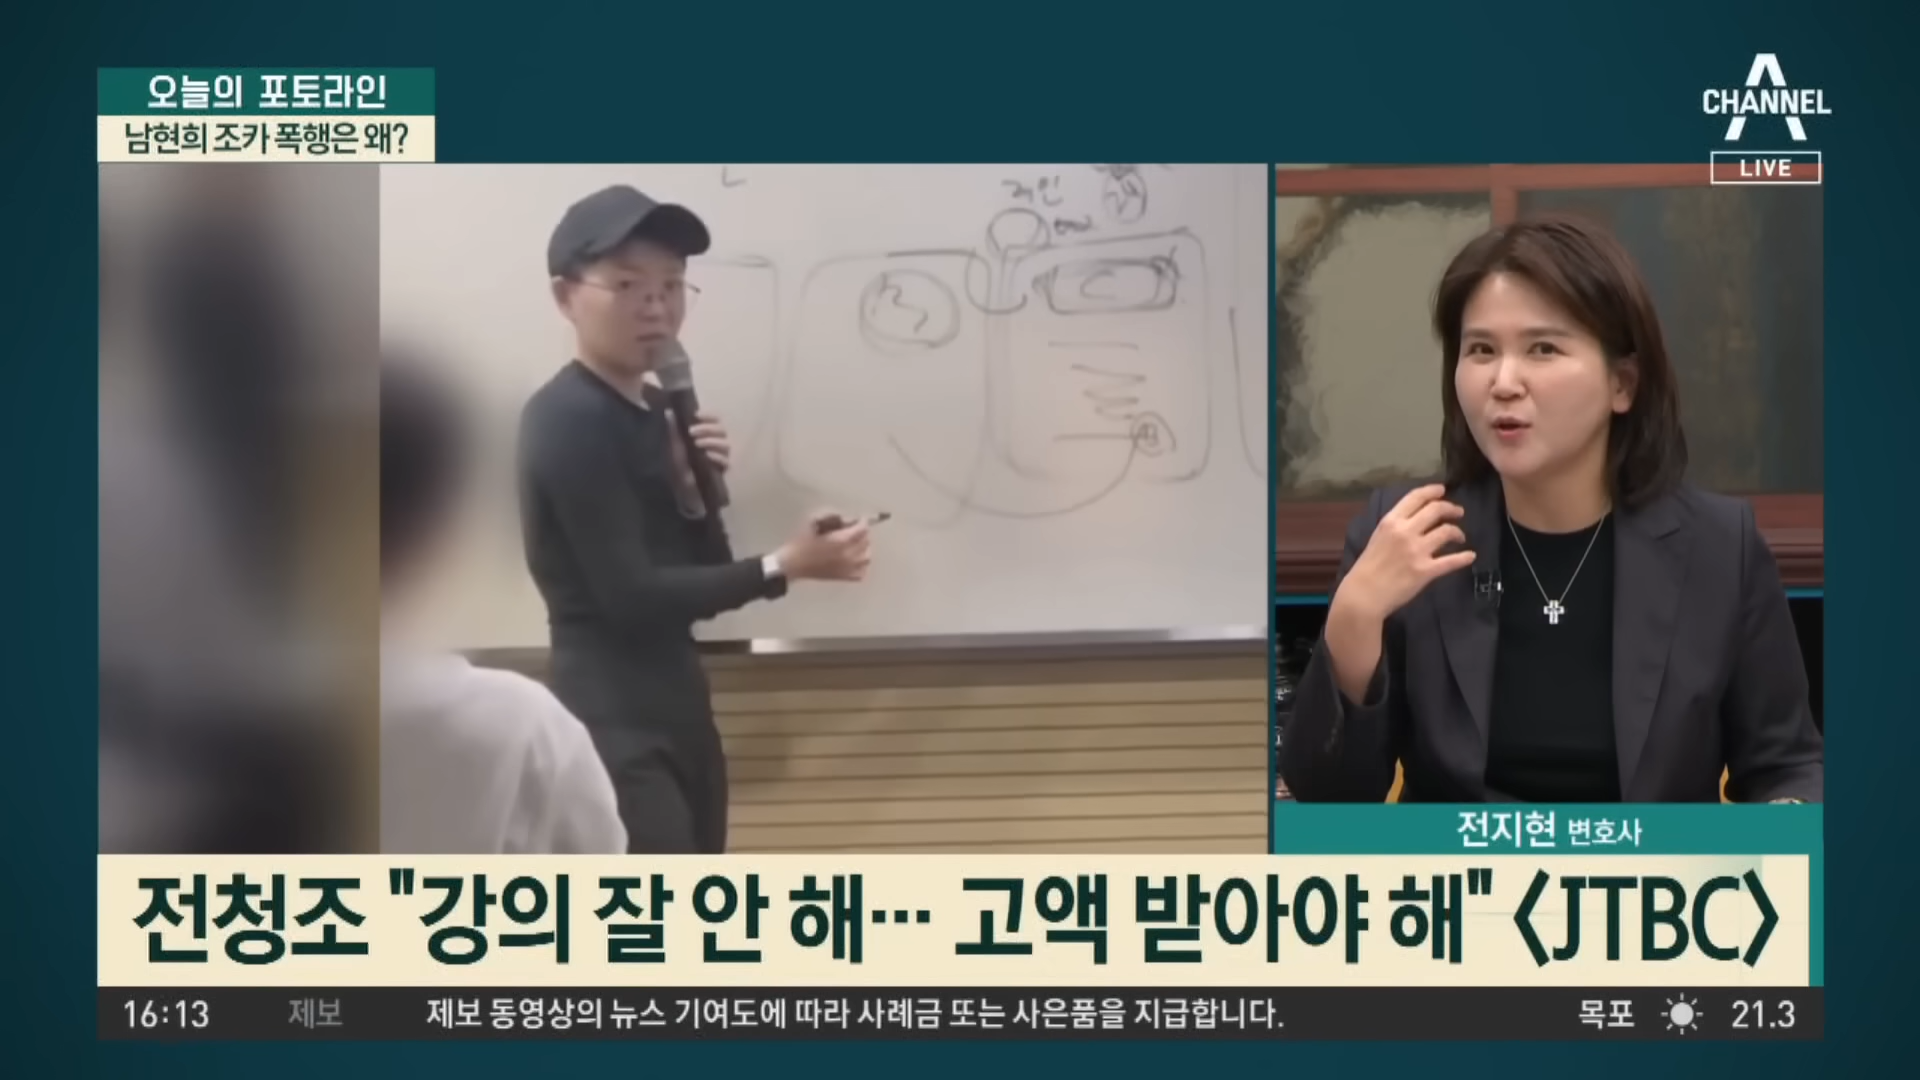 오늘의 포토라인
남현희 조카 폭행은 왜?
CHANNEL A
LIVE
전지현 변호사
전청조 "강의 잘 안 해… 고액 받아야 해" <JTBC>
16:13 제보 제보 동영상의 뉴스 기여도에 따라 사례금 또는 사은품을 지급합니다. 목포 21.3